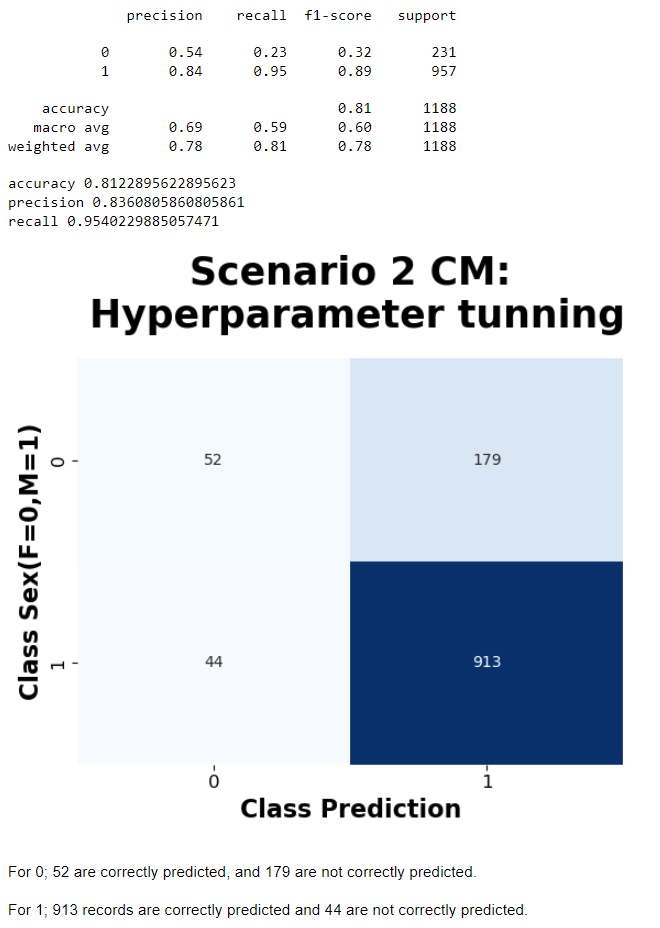 precision recall f1-score support
0 0.54 0.23 0.32 231
1 0.84 0.95 0.89 957
accuracy 0.81 1188
macro avg 0.69 0.59 0.60 1188
weighted avg 0.78 0.81 0.78 1188
accuracy 0.8122895622895623
precision 0.8360805860805861
recall 0.9540229885057471
Scenario 2 CM:
Hyperparameter tunning
Class Sex(F=0,M=1)
0
52 179
1
44 913
0 1
Class Prediction
For 0; 52 are correctly predicted, and 179 are not correctly predicted.
For 1; 913 records are correctly predicted and 44 are not correctly predicted.